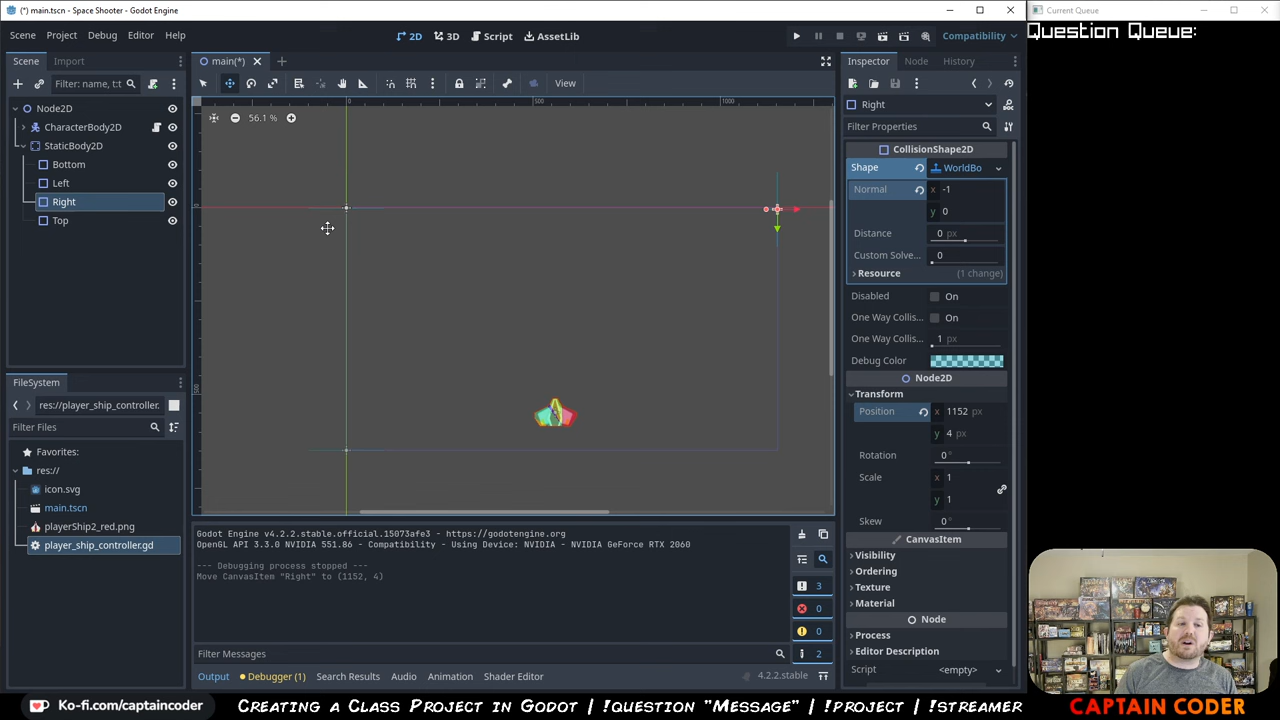 (*) main.tscn - Space Shooter - Godot Engine
Current Queue
Question Queue:
Scene Project Debug Editor Help
2D 3D Script AssetLib
Compatibility
Scene Import
Filter: name, t:t
Node2D
CharacterBody2D
StaticBody2D
Bottom
Left
Right
Top
main(*)
View
0 500 1000
56.1 %
0
500
FileSystem
res://player_ship_controller.
Filter Files
Favorites:
res://
icon.svg
main.tscn
playerShip2_red.png
player_ship_controller.gd
Godot Engine v4.2.2.stable.official.15073afe3 - https://godotengine.org
OpenGL API 3.3.0 NVIDIA 551.86 - Compatibility - Using Device: NVIDIA - NVIDIA GeForce RTX 2060
--- Debugging process stopped ---
Move CanvasItem "Right" to (1152, 4)
3
0
1
2
Filter Messages
Output Debugger (1) Search Results Audio Animation Shader Editor
4.2.2.stable
Inspector Node History
Right
Filter Properties
CollisionShape2D
Shape WorldBo
Normal x -1
y 0
Distance 0 px
Custom Solve... 0
Resource (1 change)
Disabled On
One Way Collis... On
One Way Collis... 1 px
Debug Color
Node2D
Transform
Position x 1152 px
y 4 px
Rotation 0 °
Scale x 1
y 1
Skew 0 °
CanvasItem
Visibility
Ordering
Texture
Material
Node
Process
Editor Description
Script <empty>
Ko-fi.com/captaincoder
Creating a Class Project in Godot | !question "Message" | !project | !streamer
Captain Coder